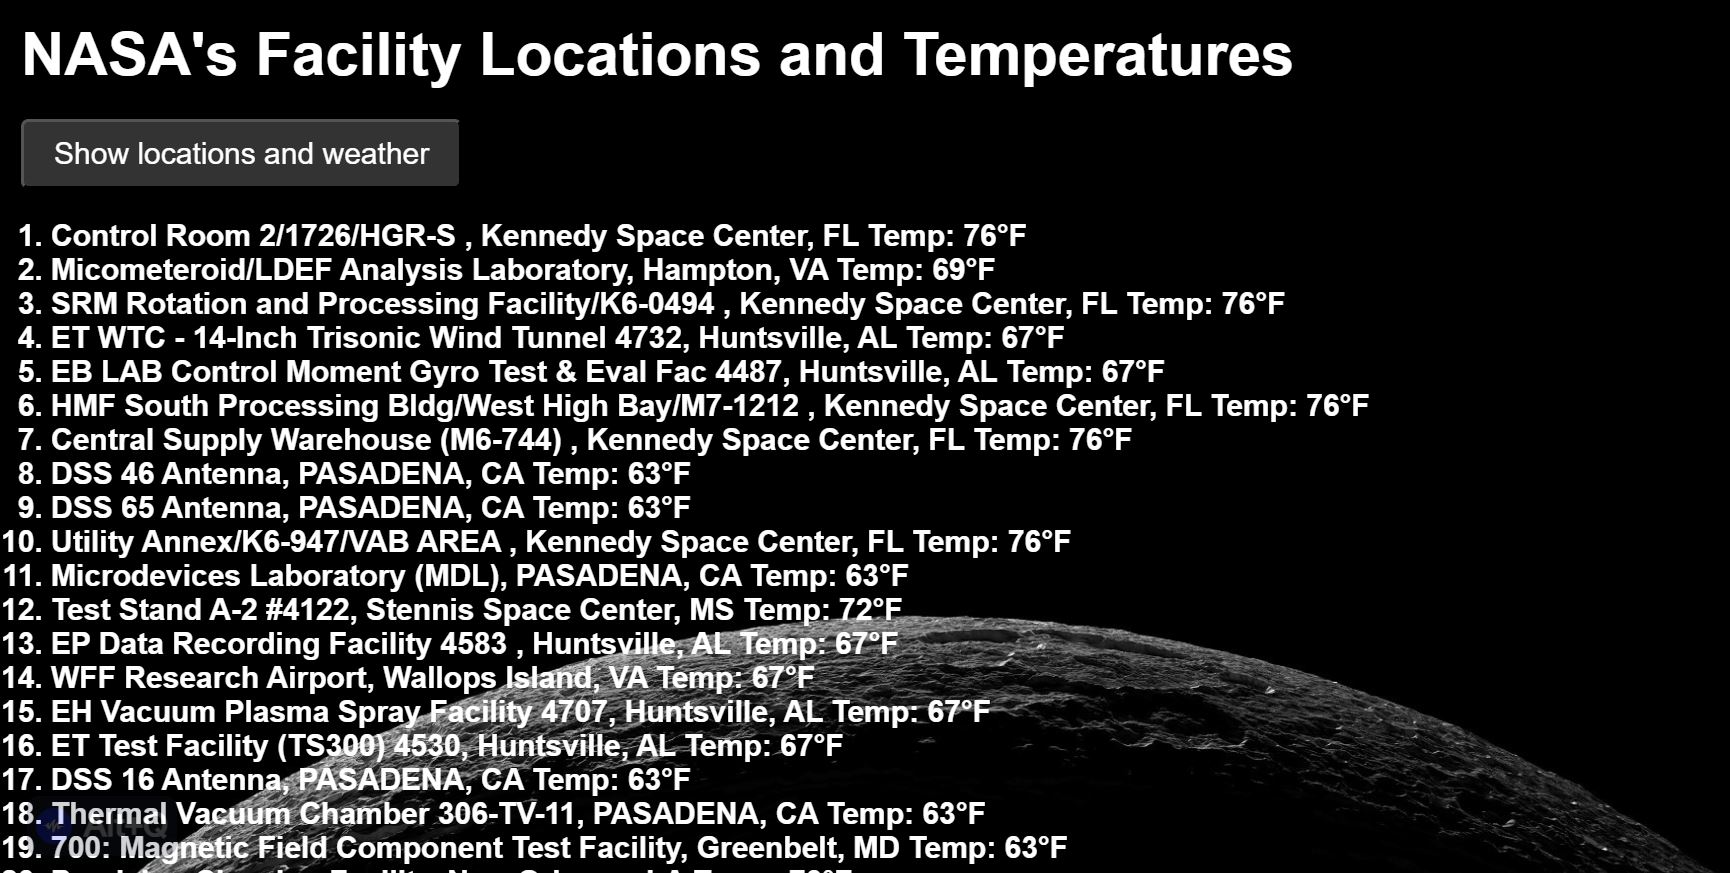 NASA's Facility Locations and Temperatures
Show locations and weather
1. Control Room 2/1726/HGR-S , Kennedy Space Center, FL Temp: 76°F
2. Micometeroid/LDEF Analysis Laboratory, Hampton, VA Temp: 69°F
3. SRM Rotation and Processing Facility/K6-0494 , Kennedy Space Center, FL Temp: 76°F
4. ET WTC - 14-Inch Trisonic Wind Tunnel 4732, Huntsville, AL Temp: 67°F
5. EB LAB Control Moment Gyro Test & Eval Fac 4487, Huntsville, AL Temp: 67°F
6. HMF South Processing Bldg/West High Bay/M7-1212 , Kennedy Space Center, FL Temp: 76°F
7. Central Supply Warehouse (M6-744) , Kennedy Space Center, FL Temp: 76°F
8. DSS 46 Antenna, PASADENA, CA Temp: 63°F
9. DSS 65 Antenna, PASADENA, CA Temp: 63°F
10. Utility Annex/K6-947/VAB AREA , Kennedy Space Center, FL Temp: 76°F
11. Microdevices Laboratory (MDL), PASADENA, CA Temp: 63°F
12. Test Stand A-2 #4122, Stennis Space Center, MS Temp: 72°F
13. EP Data Recording Facility 4583 , Huntsville, AL Temp: 67°F
14. WFF Research Airport, Wallops Island, VA Temp: 67°F
15. EH Vacuum Plasma Spray Facility 4707, Huntsville, AL Temp: 67°F
16. ET Test Facility (TS300) 4530, Huntsville, AL Temp: 67°F
17. DSS 16 Antenna, PASADENA, CA Temp: 63°F
18. Thermal Vacuum Chamber 306-TV-11, PASADENA, CA Temp: 63°F
Alt+Q
19. 700: Magnetic Field Component Test Facility, Greenbelt, MD Temp: 63°F